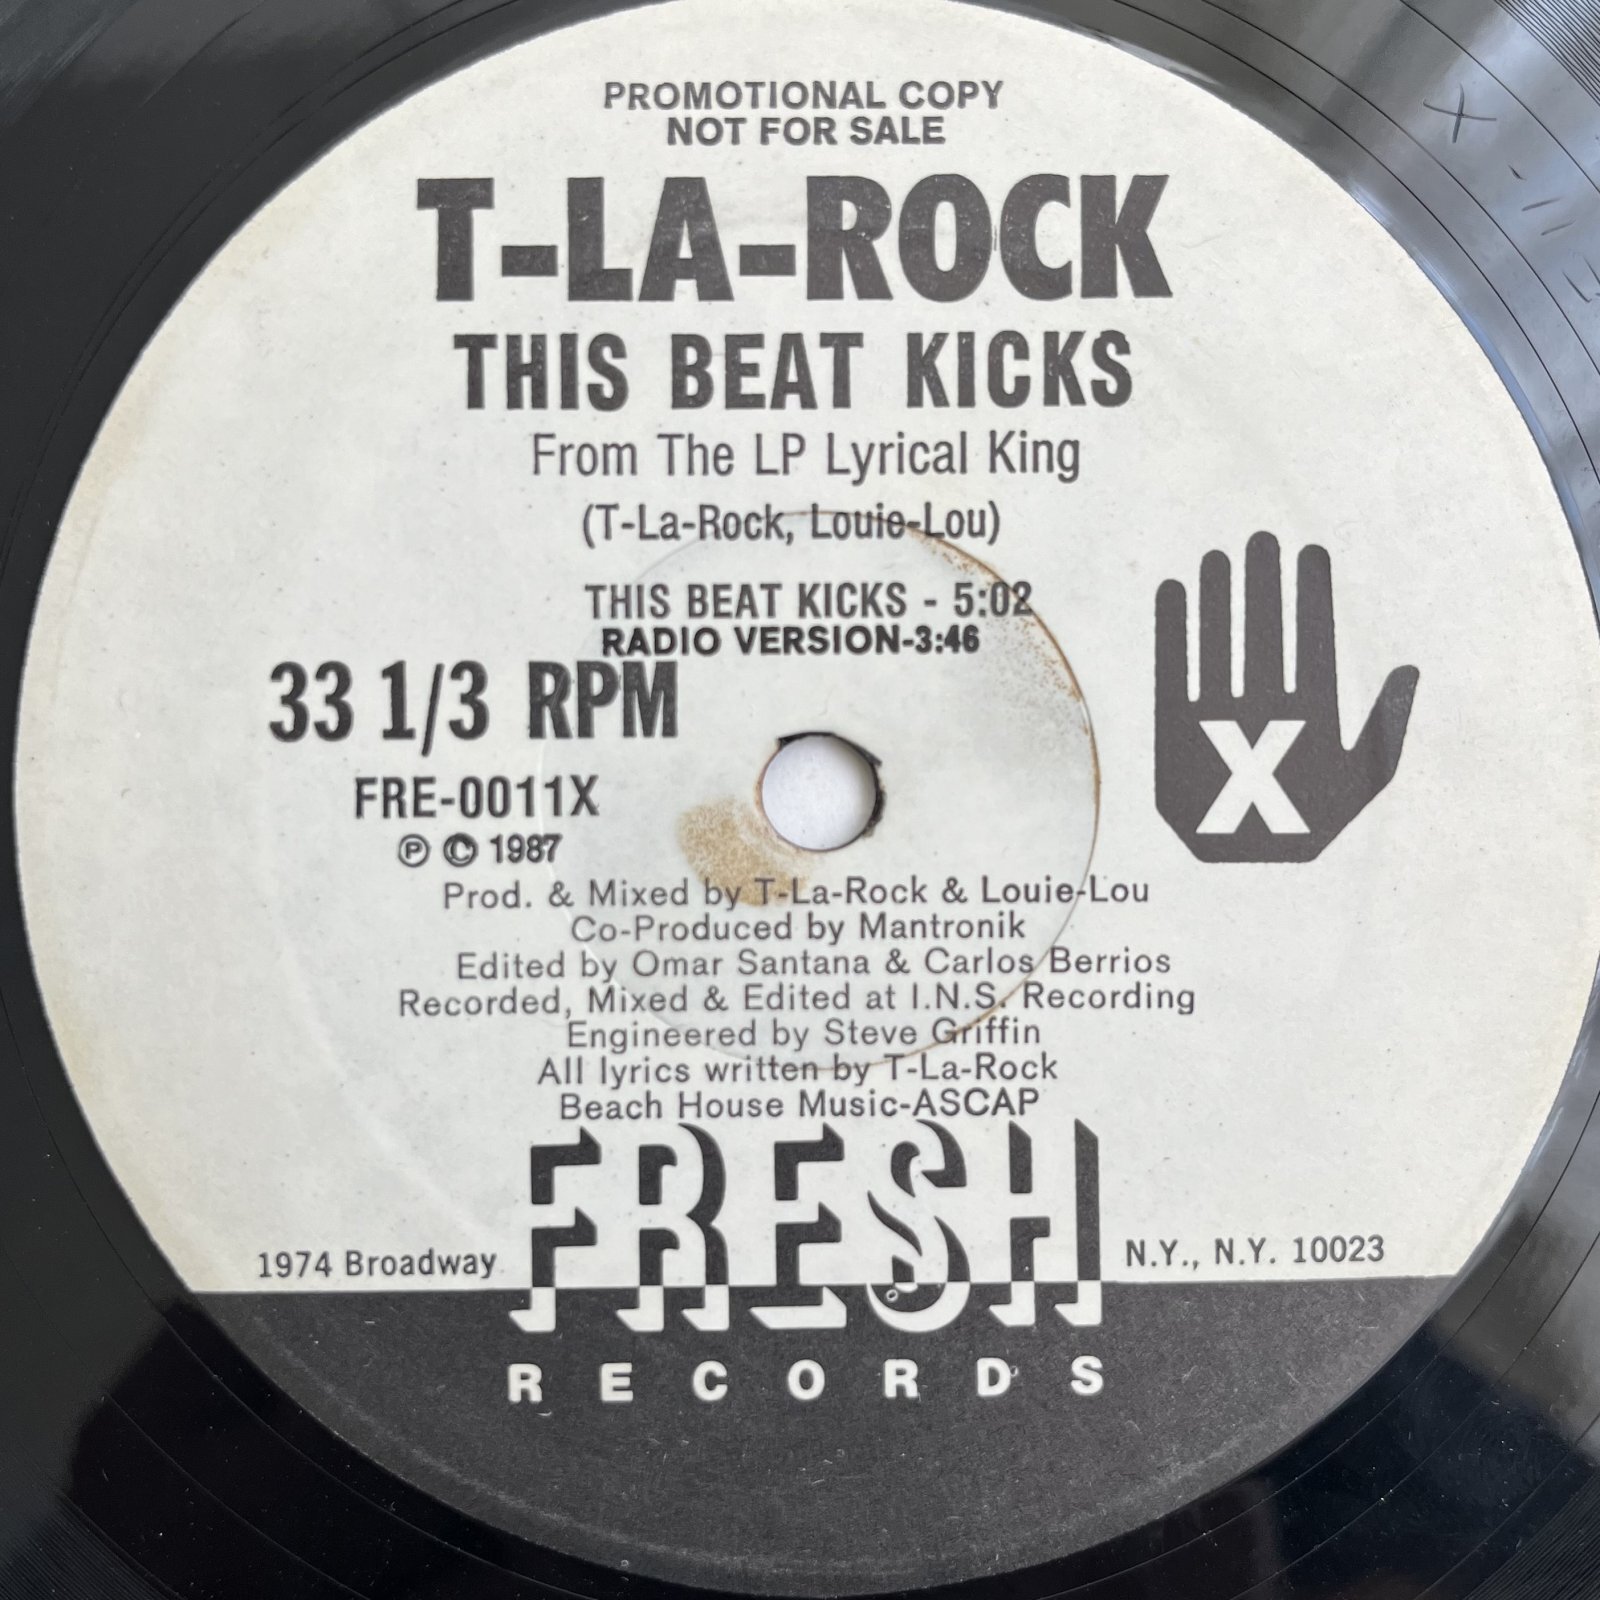 PROMOTIONAL COPY
NOT FOR SALE
T-LA-ROCK
THIS BEAT KICKS
From The LP Lyrical King
(T-La-Rock, Louie-Lou)
THIS BEAT KICKS - 5:02
RADIO VERSION-3:46
33 1/3 RPM
FRE-0011X
Ⓟ © 1987
X
Prod. & Mixed by T-La-Rock & Louie-Lou
Co-Produced by Mantronik
Edited by Omar Santana & Carlos Berrios
Recorded, Mixed & Edited at I.N.S. Recording
Engineered by Steve Griffin
All lyrics written by T-La-Rock
Beach House Music-ASCAP
1974 Broadway FRESH N.Y., N.Y. 10023
RECORDS